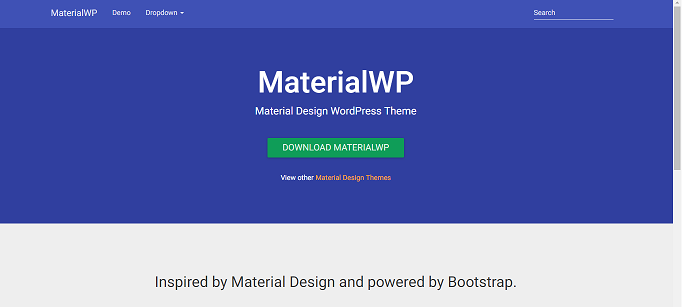 MaterialWP Demo Dropdown Search
MaterialWP
Material Design WordPress Theme
DOWNLOAD MATERIALWP
View other Material Design Themes
Inspired by Material Design and powered by Bootstrap.